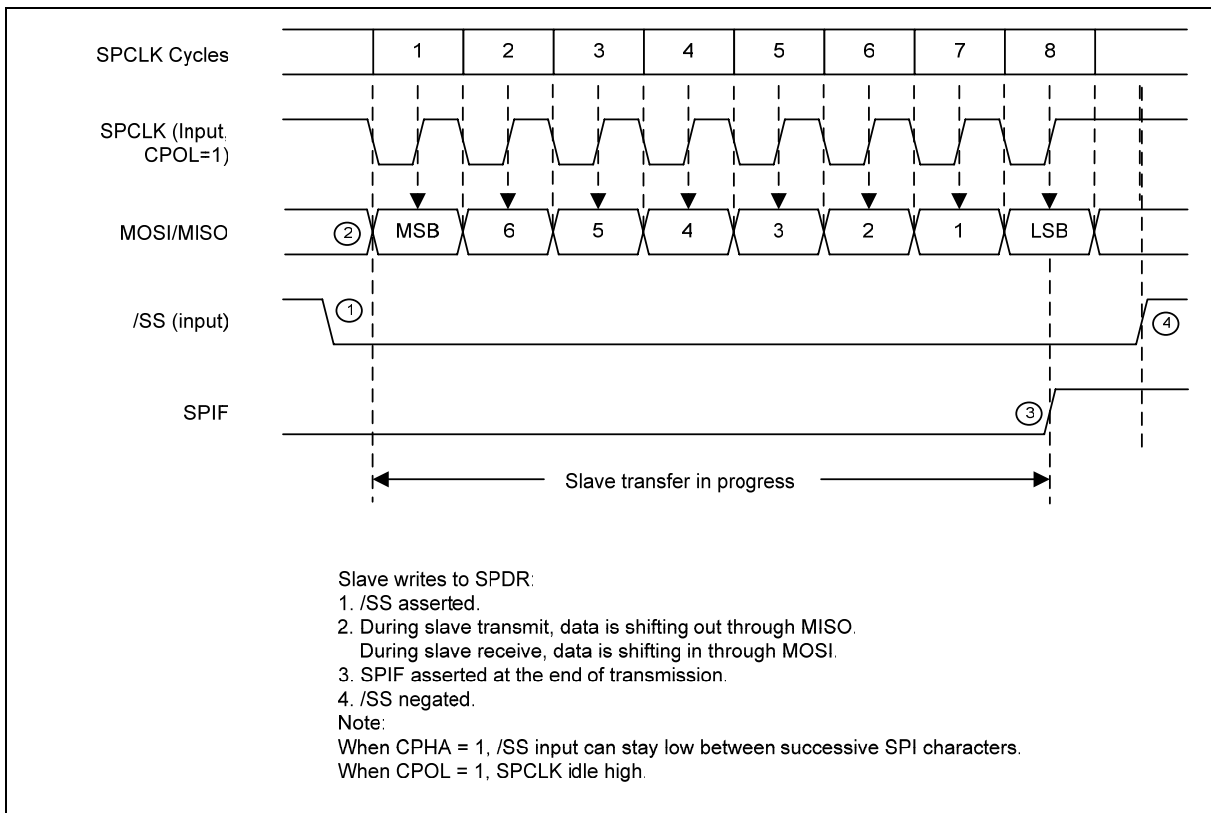 SPCLK Cycles
1 2 3 4 5 6 7 8
SPCLK (Input,
CPOL=1)
MOSI/MISO
2 MSB 6 5 4 3 2 1 LSB
/SS (input)
1
4
SPIF
3
Slave transfer in progress
Slave writes to SPDR:
1. /SS asserted.
2. During slave transmit, data is shifting out through MISO.
During slave receive, data is shifting in through MOSI.
3. SPIF asserted at the end of transmission.
4. /SS negated.
Note:
When CPHA = 1, /SS input can stay low between successive SPI characters.
When CPOL = 1, SPCLK idle high.